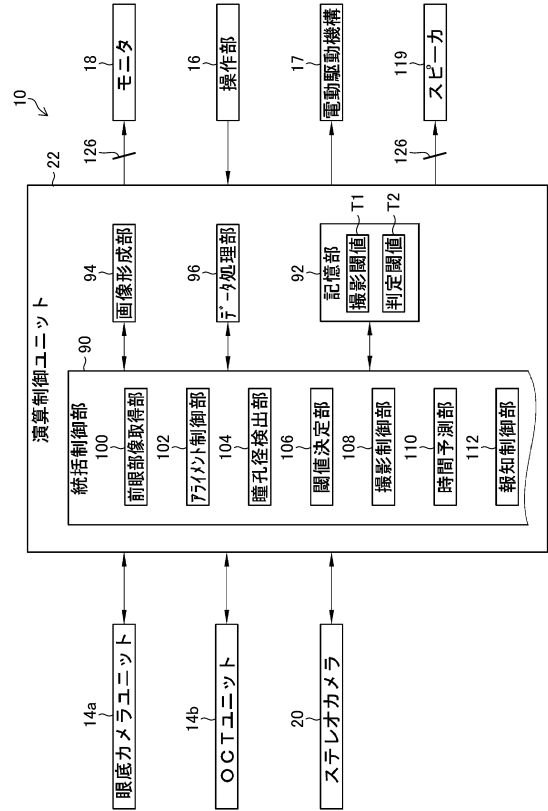 10
演算制御ユニット
22
統括制御部
90
100
前眼部像取得部
102
アライメント制御部
104
瞳孔径検出部
106
閾値決定部
108
撮影制御部
110
時間予測部
112
報知制御部
94
画像形成部
96
データ処理部
92
記憶部
撮影閾値
T1
判定閾値
T2
14a
眼底カメラユニット
14b
OCTユニット
20
ステレオカメラ
126
18
モニタ
16
操作部
17
電動駆動機構
126
119
スピーカ